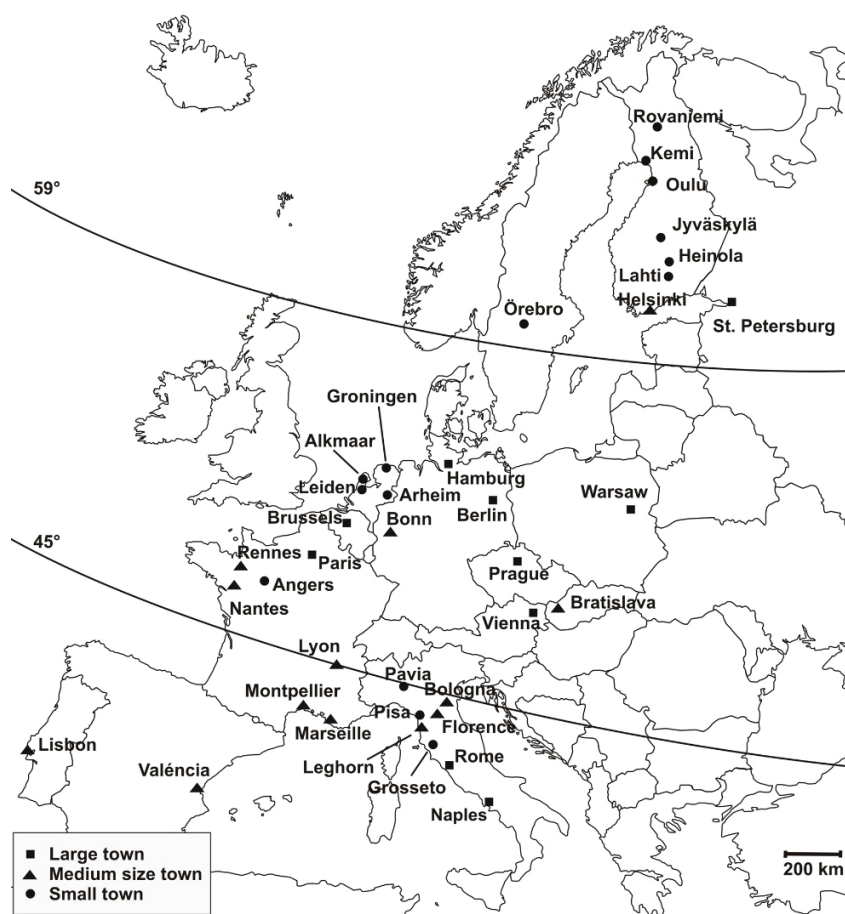 Rovaniemi
Kemi
59°
Oulu
Jyväskylä
Heinola
Lahti
Helsinki
Örebro
St. Petersburg
Groningen
Alkmaar
Hamburg
Leiden
Arheim
Warsaw
Berlin
Brussels
Bonn
45°
Rennes
Paris
Prague
Angers
Nantes
Bratislava
Vienna
Lyon
Pavia
Montpellier
Bologna
Pisa
Florence
Marseille
Lisbon
Leghorn
Rome
Valéncia
Grosseto
Naples
Large town
Medium size town
Small town
200 km